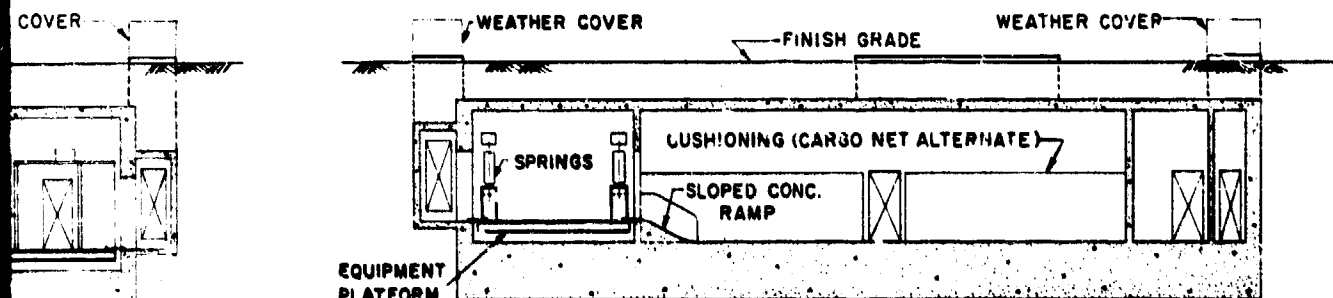 COVER
WEATHER COVER
WEATHER COVER
FINISH GRADE
CUSHIONING (CARGO NET ALTERNATE)
SPRINGS
SLOPED CONC.
RAMP
EQUIPMENT
PLATFORM